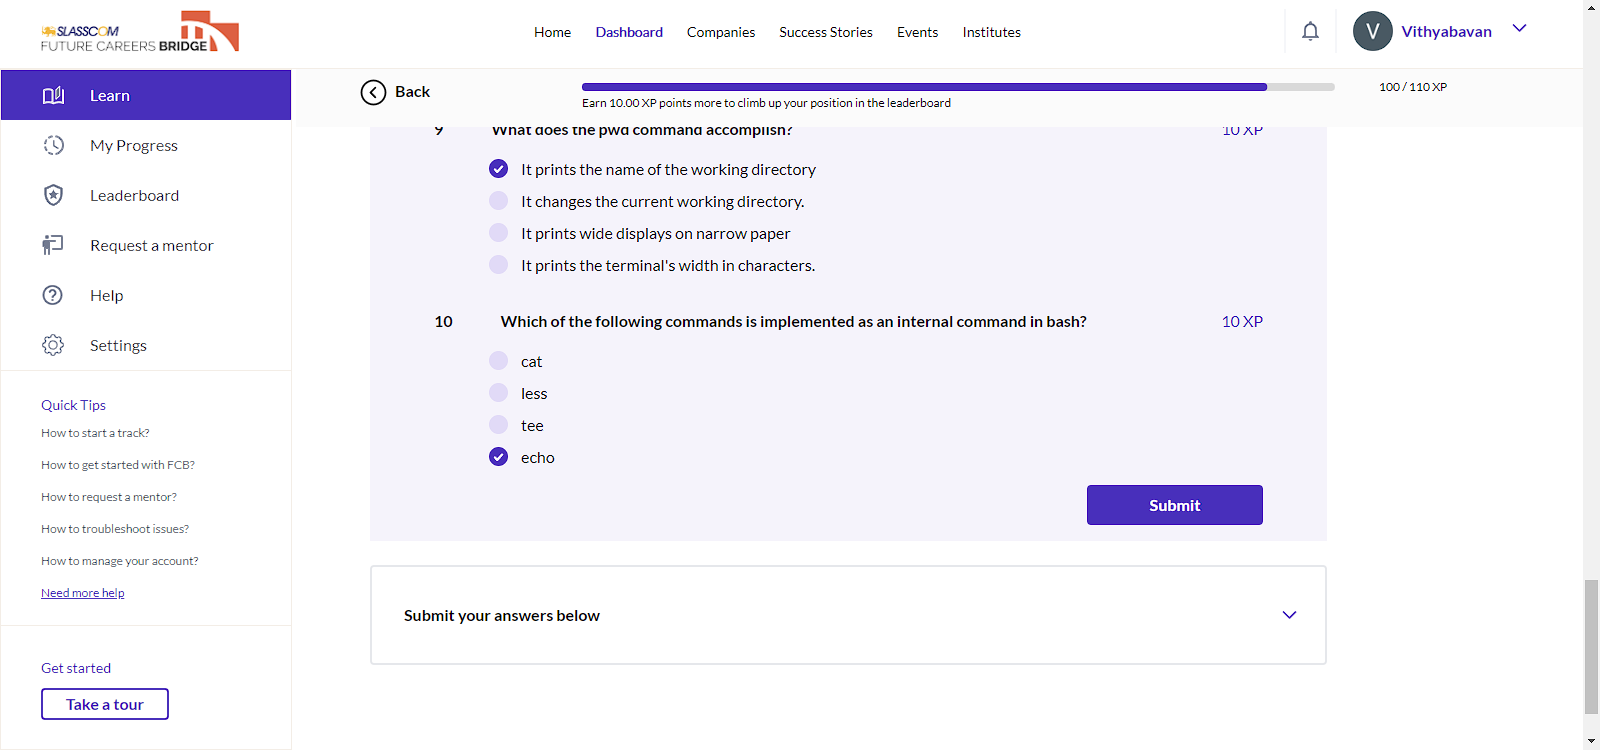 SLASSCOM
FUTURE CAREERS BRIDGE
Home
Dashboard
Companies
Success Stories
Events
Institutes
V
Vithyabavan
Learn
My Progress
Leaderboard
Request a mentor
Help
Settings
Quick Tips
How to start a track?
How to get started with FCB?
How to request a mentor?
How to troubleshoot issues?
How to manage your account?
Need more help
Get started
Take a tour
Back
100 / 110 XP
Earn 10.00 XP points more to climb up your position in the leaderboard
9 What does the pwd command accomplish? 10 XP
It prints the name of the working directory
It changes the current working directory.
It prints wide displays on narrow paper
It prints the terminal's width in characters.
10 Which of the following commands is implemented as an internal command in bash? 10 XP
cat
less
tee
echo
Submit
Submit your answers below